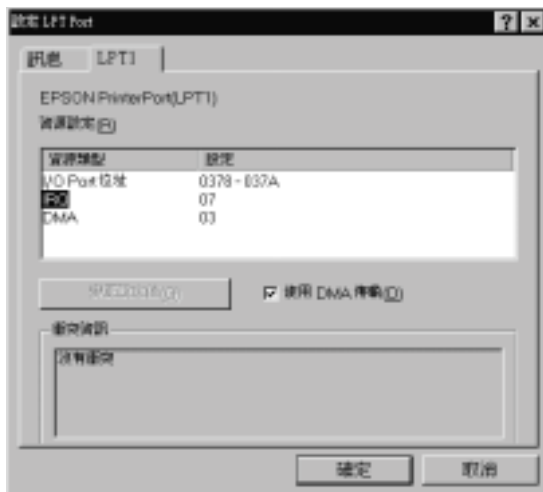 設定 LPT Port
訊息 LPT1
EPSON PrinterPort(LPT1)
資源設定(R)
資源類型 設定
I/O Port 位址 0378 - 037A
IRQ 07
DMA 03
使用 DMA 傳輸(D)
衝突資訊
沒有衝突
確定 取消